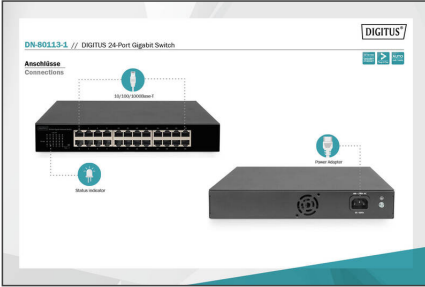 DIGITUS®
DN-80113-1 // DIGITUS 24-Port Gigabit Switch
Anschlüsse
Connections
10/100/1000Base-T
Status indicator
Power Adapter